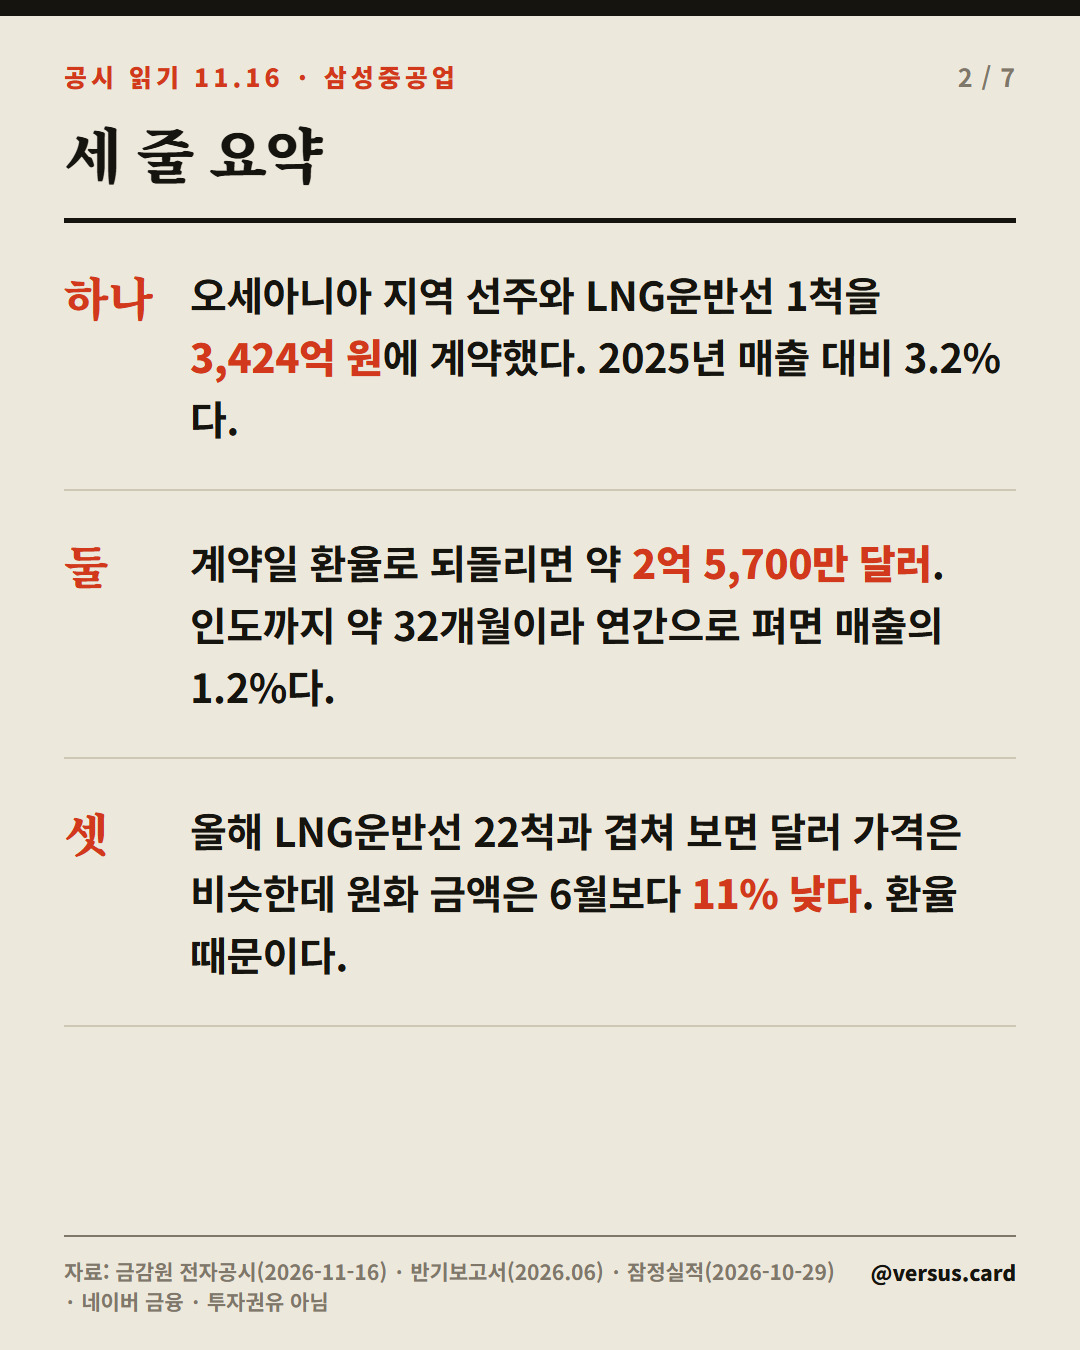 공시 읽기 11.16 · 삼성중공업
2 / 7
세 줄 요약
하나
오세아니아 지역 선주와 LNG운반선 1척을
3,424억 원에 계약했다. 2025년 매출 대비 3.2%
다.
둘
계약일 환율로 되돌리면 약 2억 5,700만 달러.
인도까지 약 32개월이라 연간으로 펴면 매출의
1.2%다.
셋
올해 LNG운반선 22척과 겹쳐 보면 달러 가격은
비슷한데 원화 금액은 6월보다 11% 낮다. 환율
때문이다.
자료: 금감원 전자공시(2026-11-16) · 반기보고서(2026.06) · 잠정실적(2026-10-29)
· 네이버 금융 · 투자권유 아님
@versus.card